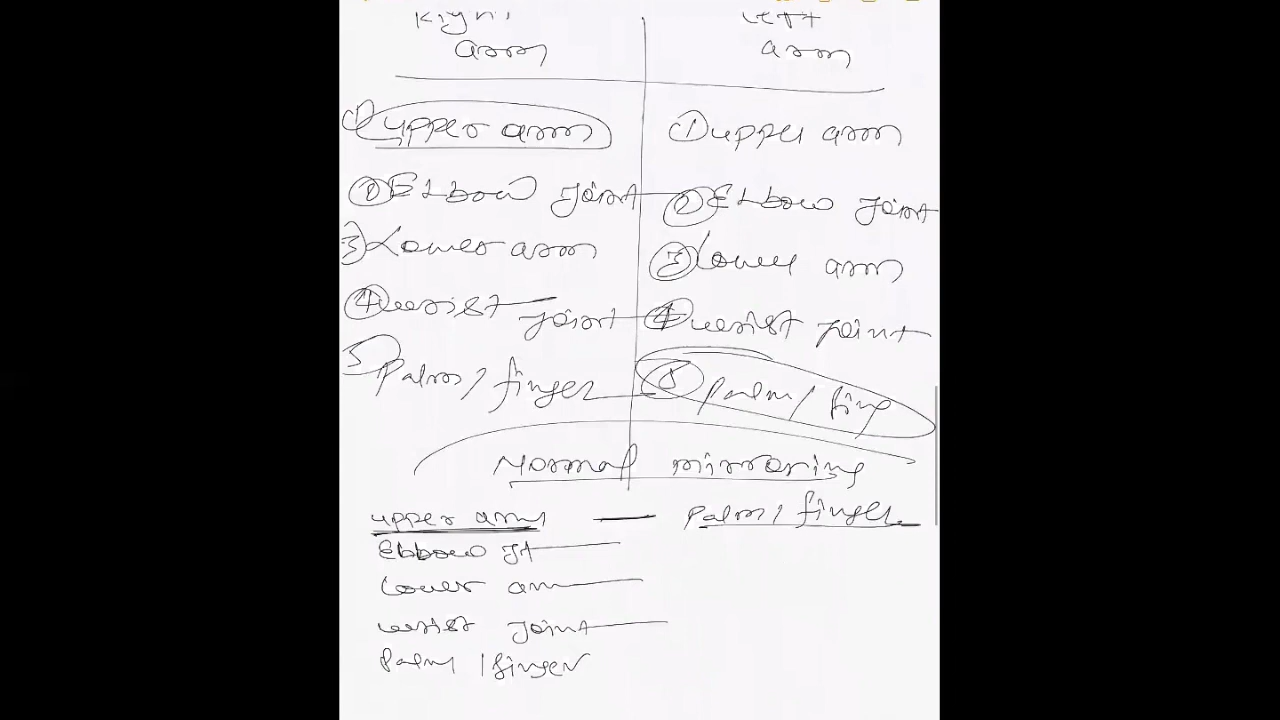 Right Left
arm arm
① upper arm ① upper arm
② Elbow Joint ② Elbow Joint
③ Lower arm ③ Lower arm
④ wrist Joint ④ wrist joint
⑤ Palm / finger ⑤ palm / fing
Normal mirroring
upper arm — palm / finger
Elbow Jt
Lower arm
wrist Joint
Palm / finger